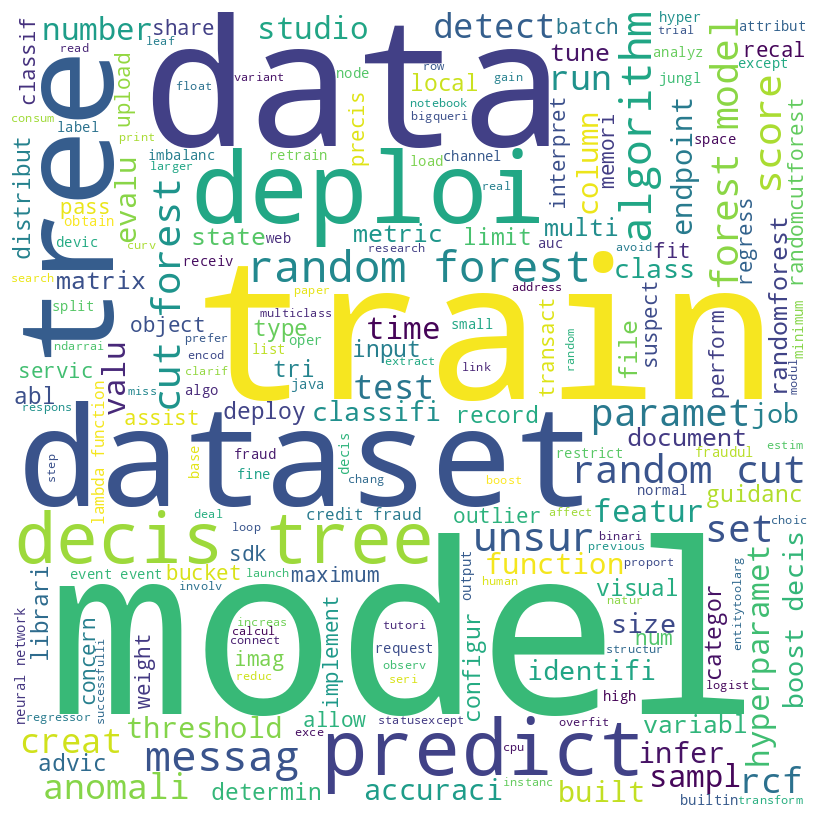 number
share
studio
detect
batch
hyper
trial
attribut
classif
read
leaf
tree
data
variant
row
gain
node
tune
recal
run
algorithm
analyz
except
jungl
model
forest model
score
float
upload
consum
label
print
precis
local
notebook
bigqueri
interpret
column
memori
endpoint
space
distribut
evalu
imbalanc
larger
retrain
load
channel
deploi
real
pass
obtain
devic
curv
cut forest
state
web
metric
limit
research
auc
multi
avoid
fit
class
regress
randomcutforest
randomforest
minimum
modul
search
matrix
split
receiv
random forest
train
paper
address
suspect
file
perform
ndarrai
servic
object
prefer
encod
clarif
type
list
multiclass
oper
time
input
small
link
extract
random
transact
abl
respons
miss
algo
valu
tri
java
test
assist
deploy
classifi
record
paramet
job
document
estim
lambda function
step
base
fraud
fine
decis
chang
dataset
boost
restrict
random cut
fraudul
normal
guidanc
choic
deal
loop
credit fraud
outlier
affect
featur
set
decis tree
sdk
unsur
binari
previous
proport
librari
event event
bucket
launch
involv
maximum
function
human
output
visual
categor
entitytoolarg
hyperparamet
boost decis
neural network
concern
successfulli
weight
model
increas
calcul
connect
imag
reduc
implement
tutori
request
observ
seri
configur
natur
identifi
size
num
structur
high
logist
regressor
threshold
allow
statusexcept
overfit
variabl
creat
advic
messag
exce
predict
cpu
infer
sampl
rcf
anomali
determin
accuraci
instanc
built
builtin
transform